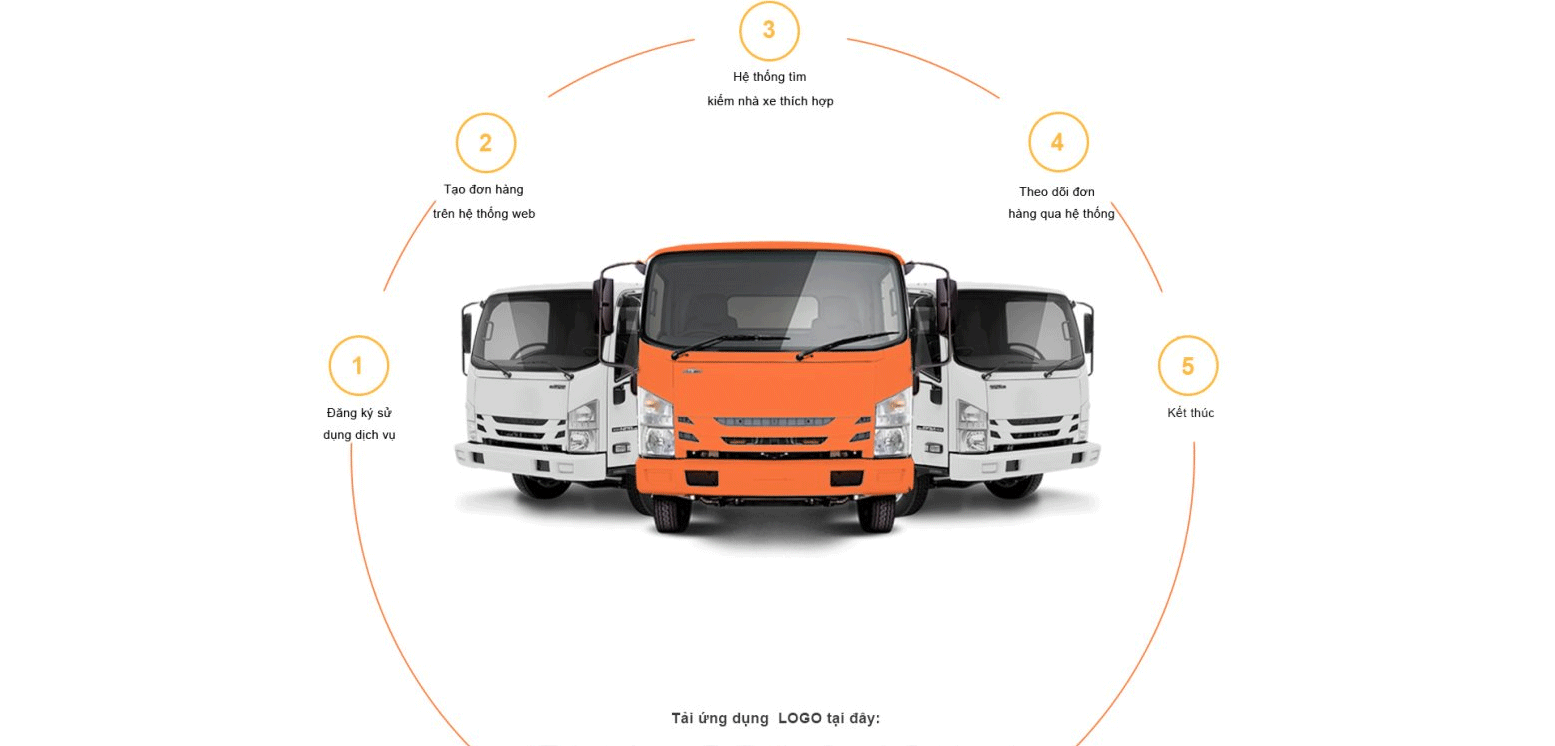 3
Hệ thống tìm
kiếm nhà xe thích hợp
2
Tạo đơn hàng
trên hệ thống web
4
Theo dõi đơn
hàng qua hệ thống
1
Đăng ký sử
dụng dịch vụ
5
Kết thúc
Tải ứng dụng LOGO tại đây: